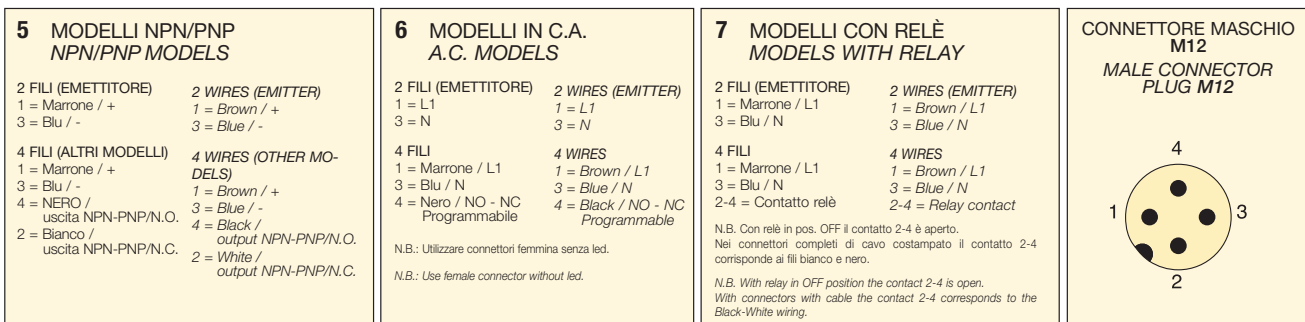 5 MODELLI NPN/PNP
NPN/PNP MODELS
2 FILI (EMETTITORE)
1 = Marrone / +
3 = Blu / -
4 FILI (ALTRI MODELLI)
1 = Marrone / +
3 = Blu / -
4 = NERO /
uscita NPN-PNP/N.O.
2 = Bianco /
uscita NPN-PNP/N.C.
2 WIRES (EMITTER)
1 = Brown / +
3 = Blue / -
4 WIRES (OTHER MO-
DELS)
1 = Brown / +
3 = Blue / -
4 = Black /
output NPN-PNP/N.O.
2 = White /
output NPN-PNP/N.C.
6 MODELLI IN C.A.
A.C. MODELS
2 FILI (EMETTITORE)
1 = L1
3 = N
4 FILI
1 = Marrone / L1
3 = Blu / N
4 = Nero / NO - NC
Programmabile
2 WIRES (EMITTER)
1 = L1
3 = N
4 WIRES
1 = Brown / L1
3 = Blue / N
4 = Black / NO - NC
Programmable
N.B.: Utilizzare connettori femmina senza led.
N.B.: Use female connector without led.
7 MODELLI CON RELÈ
MODELS WITH RELAY
2 FILI (EMETTITORE)
1 = Marrone / L1
3 = Blu / N
4 FILI
1 = Marrone / L1
3 = Blu / N
2-4 = Contatto relè
2 WIRES (EMITTER)
1 = Brown / L1
3 = Blue / N
4 WIRES
1 = Brown / L1
3 = Blue / N
2-4 = Relay contact
N.B. Con relè in pos. OFF il contatto 2-4 è aperto.
Nei connettori completi di cavo costampato il contatto 2-4
corrisponde ai fili bianco e nero.
N.B. With relay in OFF position the contact 2-4 is open.
With connectors with cable the contact 2-4 corresponds to the
Black-White wiring.
CONNETTORE MASCHIO
M12
MALE CONNECTOR
PLUG M12
4
1 3
2